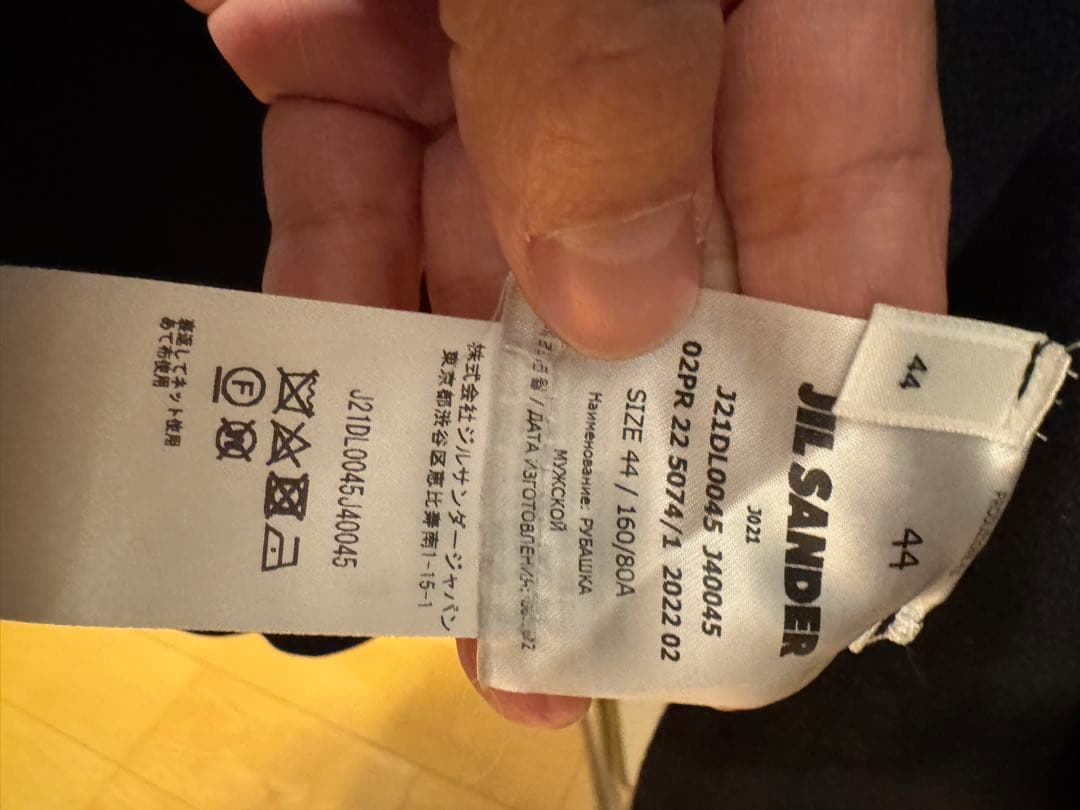 44
44
JIL SANDER
J021
J21DL0045 J40045
02PR 22 5074/1 2022 02
SIZE 44 / 160/80A
Наименование: РУБАШКА
МУЖСКОЙ
/ ДАТА ИЗГОТОВЛЕНИЯ:
株式会社ジルサンダージャパン
東京都渋谷区恵比寿南1-15-1
J21DL0045J40045
裏返してネット使用
あて布使用